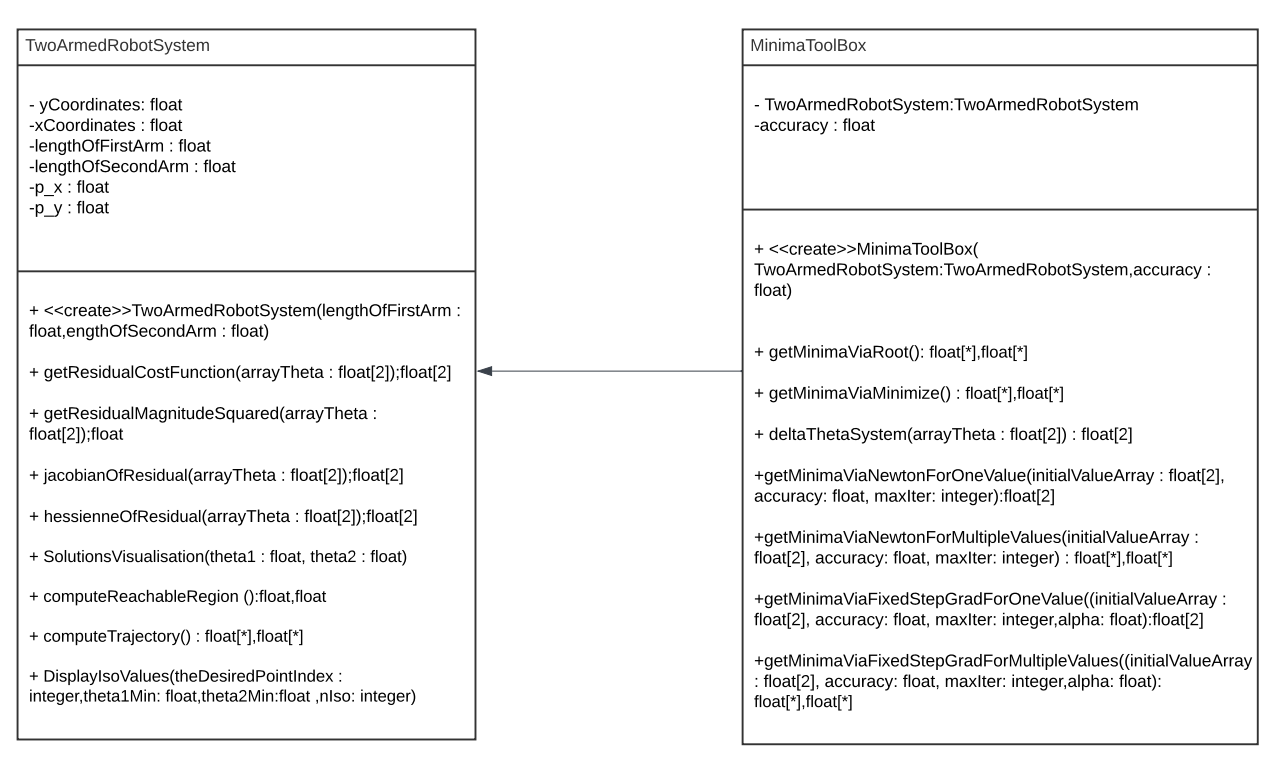 TwoArmedRobotSystem
- yCoordinates: float
-xCoordinates : float
-lengthOfFirstArm : float
-lengthOfSecondArm : float
-p_x : float
-p_y : float
+ <<create>>TwoArmedRobotSystem(lengthOfFirstArm :
float,engthOfSecondArm : float)
+ getResidualCostFunction(arrayTheta : float[2]);float[2]
+ getResidualMagnitudeSquared(arrayTheta :
float[2]);float
+ jacobianOfResidual(arrayTheta : float[2]);float[2]
+ hessienneOfResidual(arrayTheta : float[2]);float[2]
+ SolutionsVisualisation(theta1 : float, theta2 : float)
+ computeReachableRegion ():float,float
+ computeTrajectory() : float[*],float[*]
+ DisplayIsoValues(theDesiredPointIndex :
integer,theta1Min: float,theta2Min:float ,nIso: integer)
MinimaToolBox
- TwoArmedRobotSystem:TwoArmedRobotSystem
-accuracy : float
+ <<create>>MinimaToolBox(
TwoArmedRobotSystem:TwoArmedRobotSystem,accuracy :
float)
+ getMinimaViaRoot(): float[*],float[*]
+ getMinimaViaMinimize() : float[*],float[*]
+ deltaThetaSystem(arrayTheta : float[2]) : float[2]
+getMinimaViaNewtonForOneValue(initialValueArray : float[2],
accuracy: float, maxIter: integer):float[2]
+getMinimaViaNewtonForMultipleValues(initialValueArray :
float[2], accuracy: float, maxIter: integer) : float[*],float[*]
+getMinimaViaFixedStepGradForOneValue((initialValueArray :
float[2], accuracy: float, maxIter: integer,alpha: float):float[2]
+getMinimaViaFixedStepGradForMultipleValues((initialValueArray
: float[2], accuracy: float, maxIter: integer,alpha: float):
float[*],float[*]